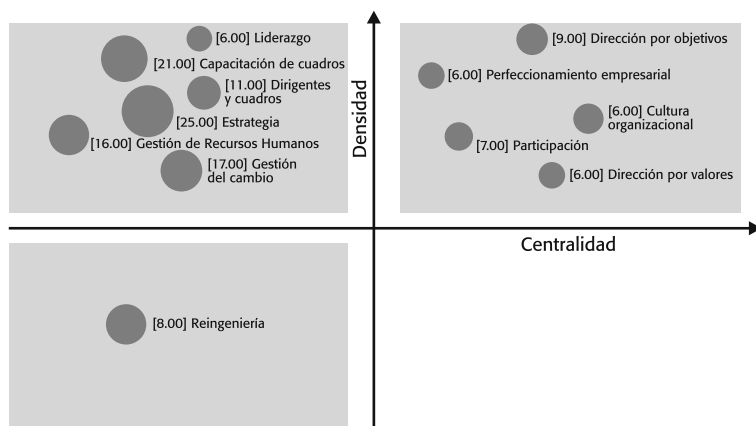 [6.00] Liderazgo
[21.00] Capacitación de cuadros
[11.00] Dirigentes
y cuadros
[25.00] Estrategia
[16.00] Gestión de Recursos Humanos
[17.00] Gestión
del cambio
Densidad
[9.00] Dirección por objetivos
[6.00] Perfeccionamiento empresarial
[6.00] Cultura
organizacional
[7.00] Participación
[6.00] Dirección por valores
Centralidad
[8.00] Reingeniería